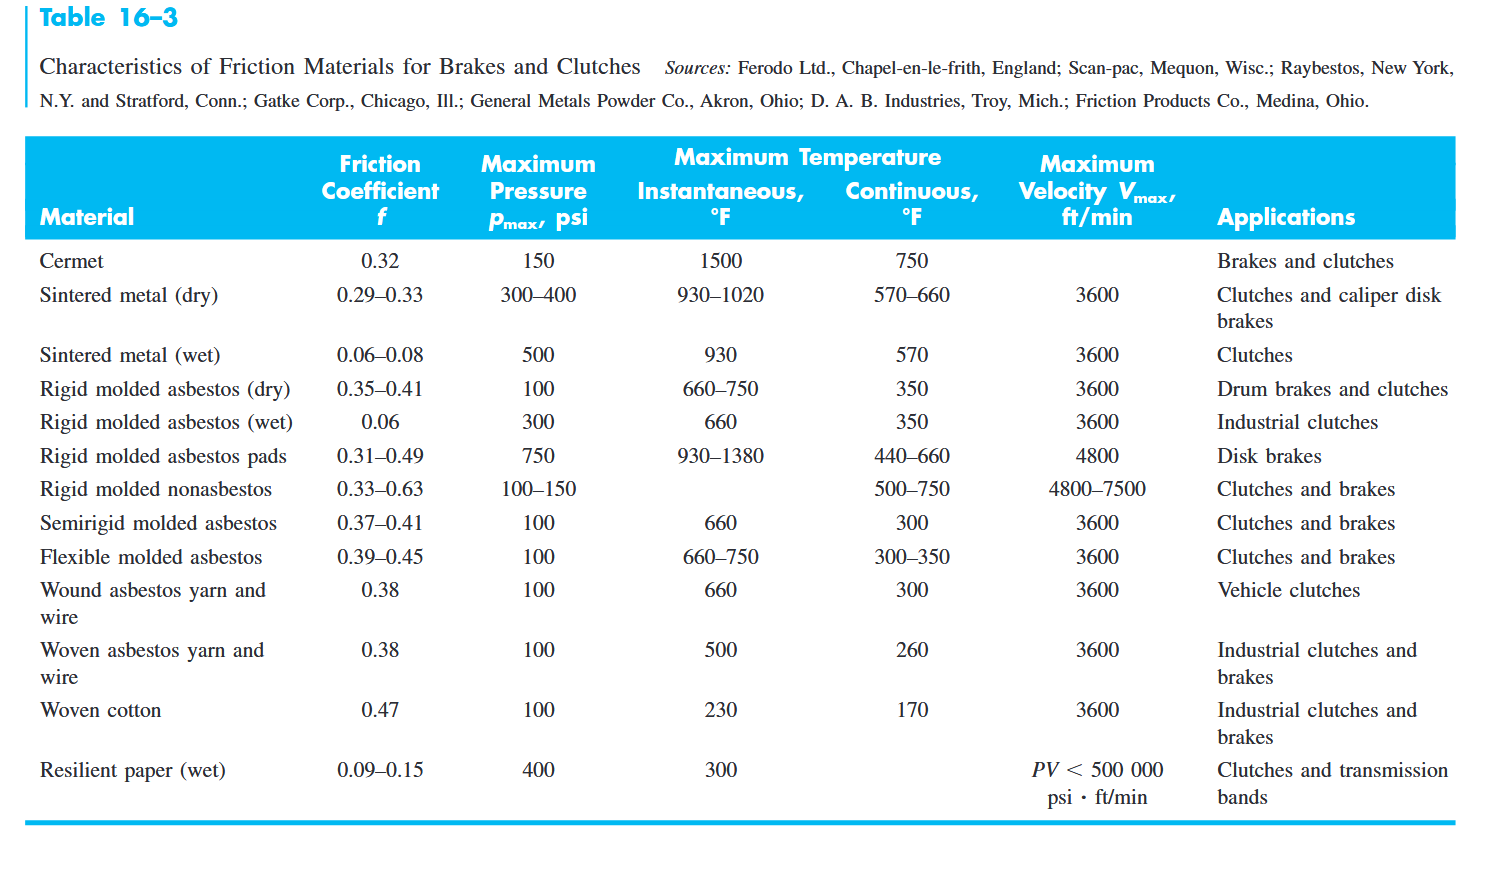 Table 16–3
Characteristics of Friction Materials for Brakes and Clutches Sources: Ferodo Ltd., Chapel-en-le-frith, England; Scan-pac, Mequon, Wisc.; Raybestos, New York,
N.Y. and Stratford, Conn.; Gatke Corp., Chicago, Ill.; General Metals Powder Co., Akron, Ohio; D. A. B. Industries, Troy, Mich.; Friction Products Co., Medina, Ohio.
Friction Maximum Maximum Temperature Maximum
Coefficient Pressure Instantaneous, Continuous, Velocity Vmax,
Material f pmax, psi °F °F ft/min Applications
Cermet 0.32 150 1500 750 Brakes and clutches
Sintered metal (dry) 0.29–0.33 300–400 930–1020 570–660 3600 Clutches and caliper disk
brakes
Sintered metal (wet) 0.06–0.08 500 930 570 3600 Clutches
Rigid molded asbestos (dry) 0.35–0.41 100 660–750 350 3600 Drum brakes and clutches
Rigid molded asbestos (wet) 0.06 300 660 350 3600 Industrial clutches
Rigid molded asbestos pads 0.31–0.49 750 930–1380 440–660 4800 Disk brakes
Rigid molded nonasbestos 0.33–0.63 100–150 500–750 4800–7500 Clutches and brakes
Semirigid molded asbestos 0.37–0.41 100 660 300 3600 Clutches and brakes
Flexible molded asbestos 0.39–0.45 100 660–750 300–350 3600 Clutches and brakes
Wound asbestos yarn and 0.38 100 660 300 3600 Vehicle clutches
wire
Woven asbestos yarn and 0.38 100 500 260 3600 Industrial clutches and
wire brakes
Woven cotton 0.47 100 230 170 3600 Industrial clutches and
brakes
Resilient paper (wet) 0.09–0.15 400 300 PV < 500 000 Clutches and transmission
psi · ft/min bands